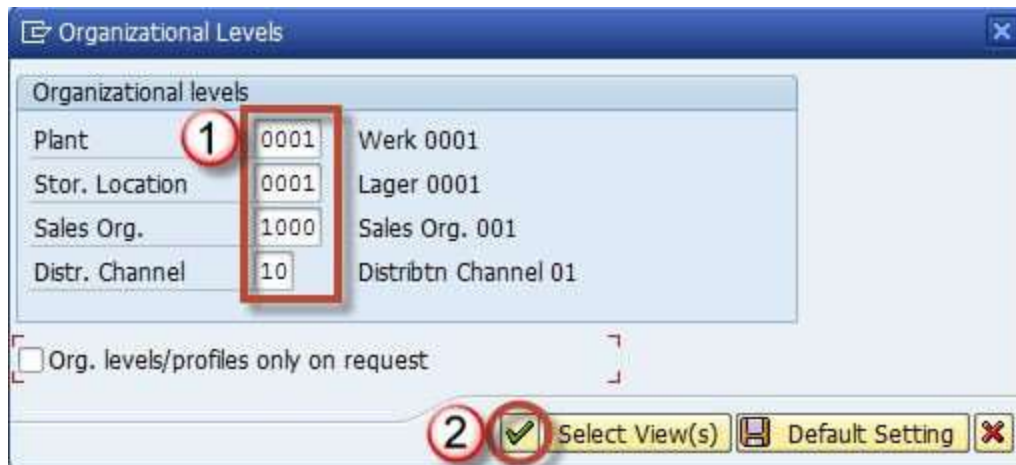 Organizational Levels
Organizational levels
Plant 1 0001 Werk 0001
Stor. Location 0001 Lager 0001
Sales Org. 1000 Sales Org. 001
Distr. Channel 10 Distribtn Channel 01
Org. levels/profiles only on request
2 Select View(s) Default Setting